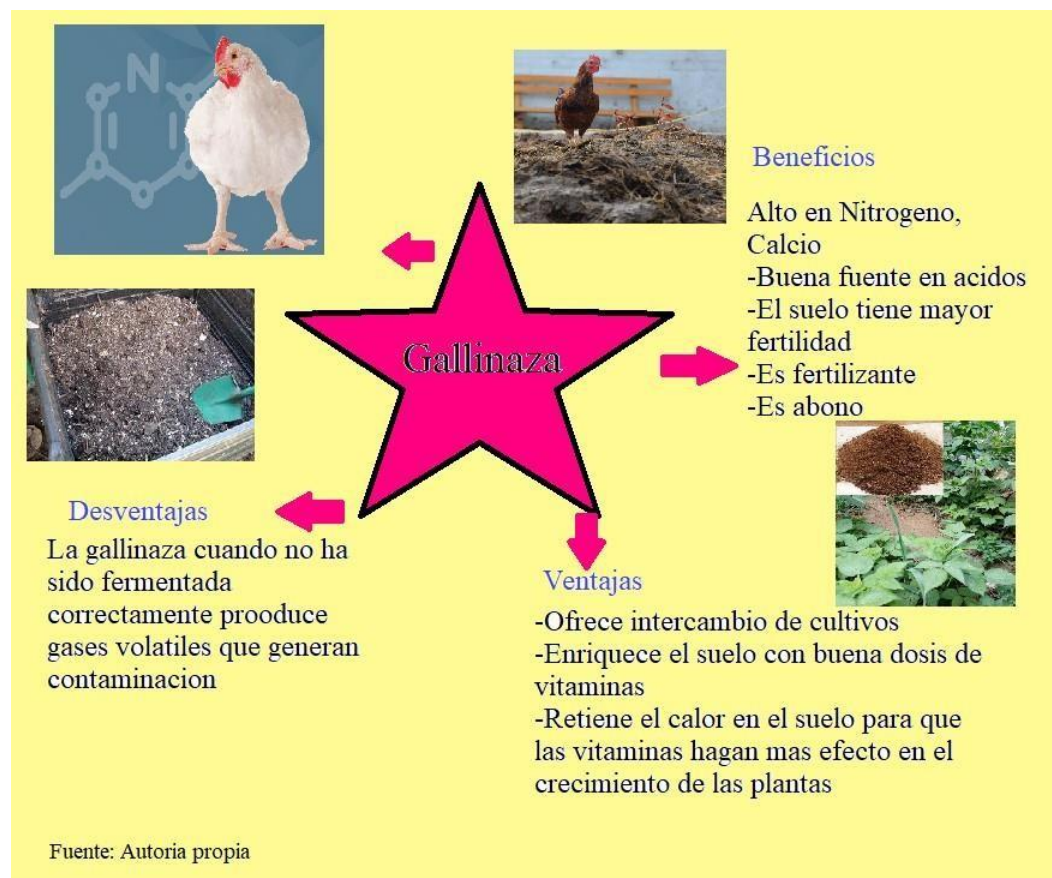 N
Gallinaza
Beneficios
Alto en Nitrogeno,
Calcio
-Buena fuente en acidos
-El suelo tiene mayor
fertilidad
-Es fertilizante
-Es abono
Desventajas
La gallinaza cuando no ha
sido fermentada
correctamente prooduce
gases volatiles que generan
contaminacion
Ventajas
-Ofrece intercambio de cultivos
-Enriquece el suelo con buena dosis de
vitaminas
-Retiene el calor en el suelo para que
las vitaminas hagan mas efecto en el
crecimiento de las plantas
Fuente: Autoria propia